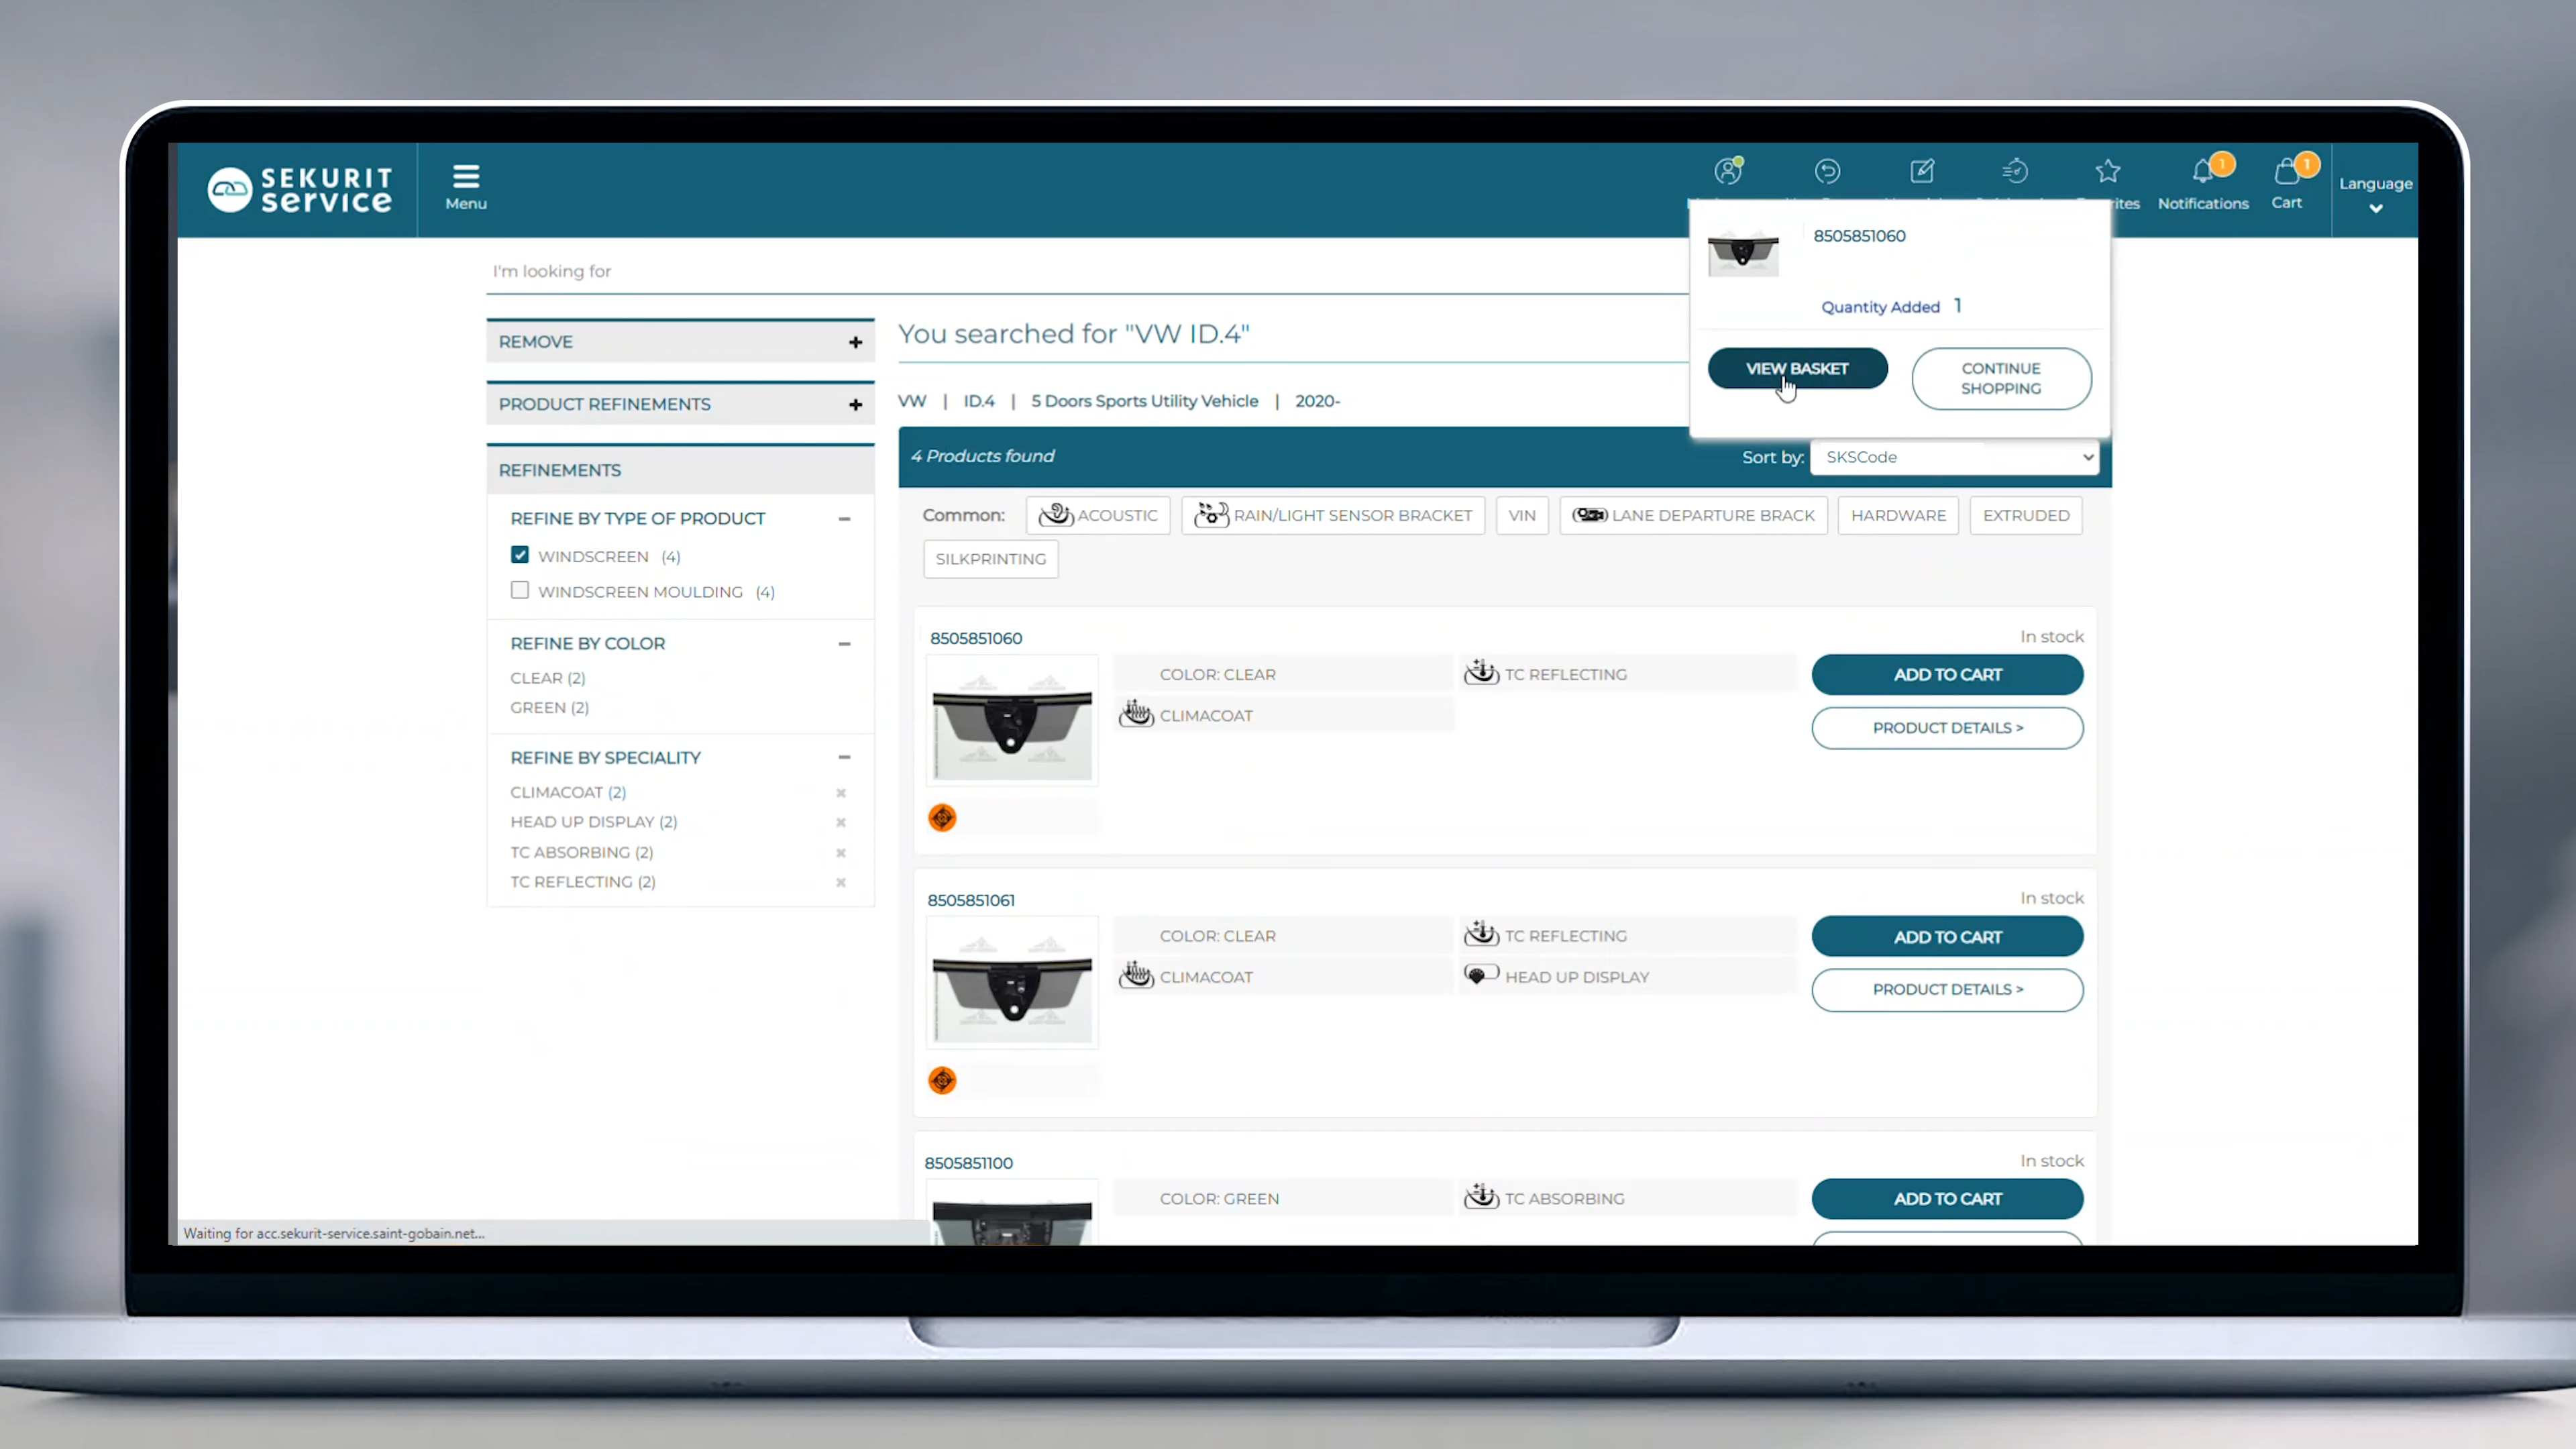 SEKURIT
service
Menu
Favorites
Notifications
1
Cart
1
Language
I'm looking for
8505851060
Quantity Added 1
VIEW BASKET
CONTINUE
SHOPPING
REMOVE
PRODUCT REFINEMENTS
REFINEMENTS
REFINE BY TYPE OF PRODUCT
WINDSCREEN (4)
WINDSCREEN MOULDING (4)
REFINE BY COLOR
CLEAR (2)
GREEN (2)
REFINE BY SPECIALITY
CLIMACOAT (2)
HEAD UP DISPLAY (2)
TC ABSORBING (2)
TC REFLECTING (2)
You searched for "VW ID.4"
VW | ID.4 | 5 Doors Sports Utility Vehicle | 2020-
4 Products found
Sort by: SKSCode
Common: ACOUSTIC RAIN/LIGHT SENSOR BRACKET VIN LANE DEPARTURE BRACK HARDWARE EXTRUDED
SILKPRINTING
8505851060
In stock
COLOR: CLEAR TC REFLECTING
CLIMACOAT
ADD TO CART
PRODUCT DETAILS >
8505851061
In stock
COLOR: CLEAR TC REFLECTING
CLIMACOAT HEAD UP DISPLAY
ADD TO CART
PRODUCT DETAILS >
8505851100
In stock
COLOR: GREEN TC ABSORBING
ADD TO CART
Waiting for acc.sekurit-service.saint-gobain.net...